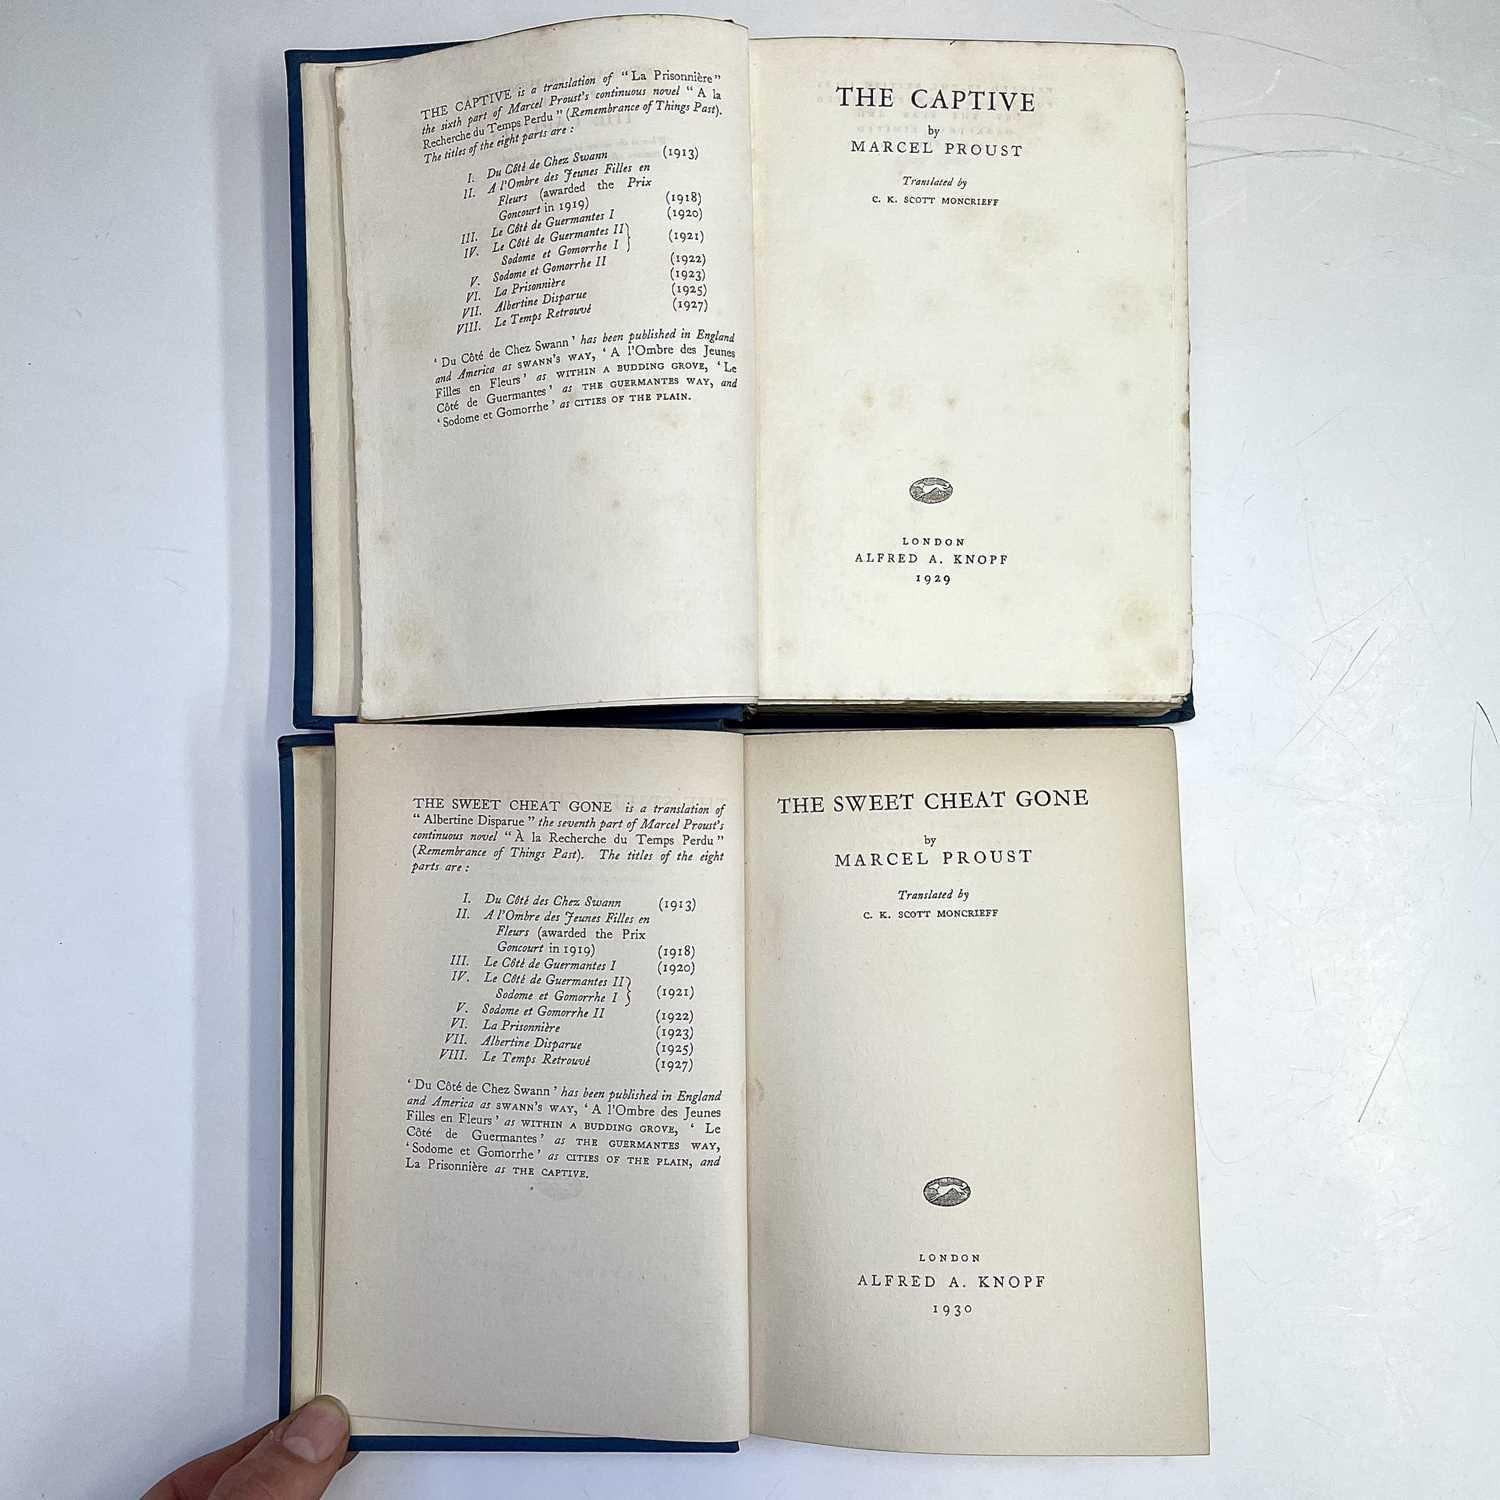 THE CAPTIVE is a translation of "La Prisonnière"
the sixth part of Marcel Proust's continuous novel "A la
Recherche du Temps Perdu" (Remembrance of Things Past).
The titles of the eight parts are :
I. Du Côté de Chez Swann (1913)
II. A l'Ombre des Jeunes Filles en
Fleurs (awarded the Prix
Goncourt in 1919) (1918)
III. Le Côté de Guermantes I (1920)
IV. Le Côté de Guermantes II
Sodome et Gomorrhe I } (1921)
V. Sodome et Gomorrhe II (1922)
VI. La Prisonnière (1923)
VII. Albertine Disparue (1925)
VIII. Le Temps Retrouvé (1927)
' Du Côté de Chez Swann ' has been published in England
and America as SWANN'S WAY, ' A l'Ombre des Jeunes
Filles en Fleurs ' as WITHIN A BUDDING GROVE, ' Le
Côté de Guermantes ' as THE GUERMANTES WAY, and
' Sodome et Gomorrhe ' as CITIES OF THE PLAIN.
THE CAPTIVE
by
MARCEL PROUST
Translated by
C. K. SCOTT MONCRIEFF
LONDON
ALFRED A. KNOPF
1929
THE SWEET CHEAT GONE is a translation of
" Albertine Disparue " the seventh part of Marcel Proust's
continuous novel " À la Recherche du Temps Perdu "
(Remembrance of Things Past). The titles of the eight
parts are :
I. Du Côté des Chez Swann (1913)
II. A l'Ombre des Jeunes Filles en
Fleurs (awarded the Prix
Goncourt in 1919) (1918)
III. Le Côté de Guermantes I (1920)
IV. Le Côté de Guermantes II
Sodome et Gomorrhe I } (1921)
V. Sodome et Gomorrhe II (1922)
VI. La Prisonnière (1923)
VII. Albertine Disparue (1925)
VIII. Le Temps Retrouvé (1927)
' Du Côté de Chez Swann ' has been published in England
and America as SWANN'S WAY, ' A l'Ombre des Jeunes
Filles en Fleurs ' as WITHIN A BUDDING GROVE, ' Le
Côté de Guermantes ' as THE GUERMANTES WAY,
' Sodome et Gomorrhe ' as CITIES OF THE PLAIN, and
La Prisonnière as THE CAPTIVE.
THE SWEET CHEAT GONE
by
MARCEL PROUST
Translated by
C. K. SCOTT MONCRIEFF
LONDON
ALFRED A. KNOPF
1930